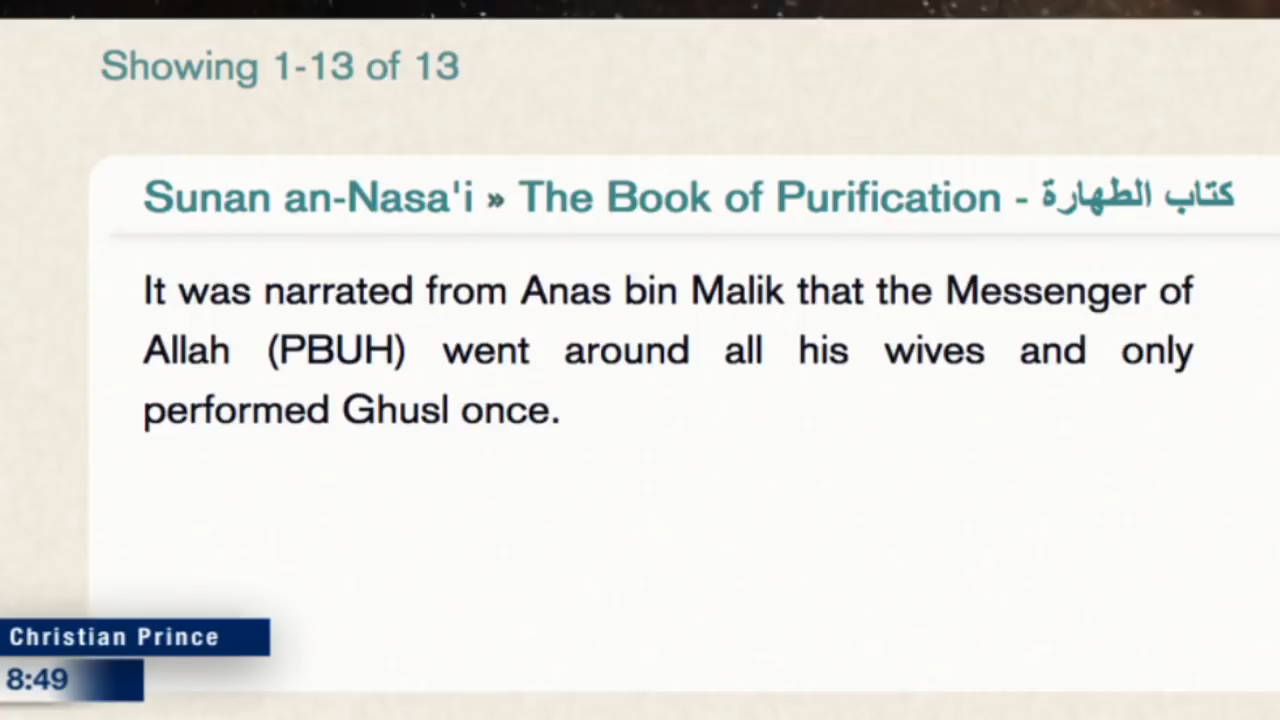 Showing 1-13 of 13
Sunan an-Nasa'i » The Book of Purification - كتاب الطهارة
It was narrated from Anas bin Malik that the Messenger of
Allah (PBUH) went around all his wives and only
performed Ghusl once.
Christian Prince
8:49